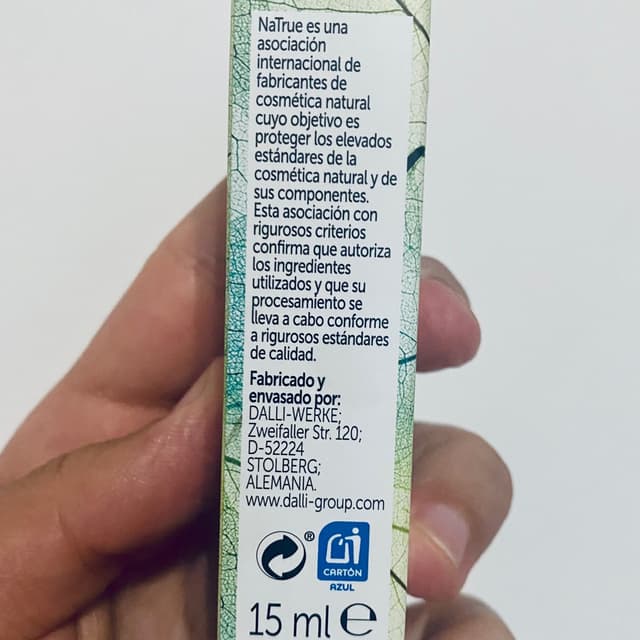 NaTrue es una
asociación
internacional de
fabricantes de
cosmética natural
cuyo objetivo es
proteger los elevados
estándares de la
cosmética natural y de
sus componentes.
Esta asociación con
rigurosos criterios
confirma que autoriza
los ingredientes
utilizados y que su
procesamiento se
lleva a cabo conforme
a rigurosos estándares
de calidad.
Fabricado y
envasado por:
DALLI-WERKE;
Zweifaller Str. 120;
D-52224
STOLBERG;
ALEMANIA.
www.dalli-group.com
®
CARTÓN
AZUL
15 ml ℮